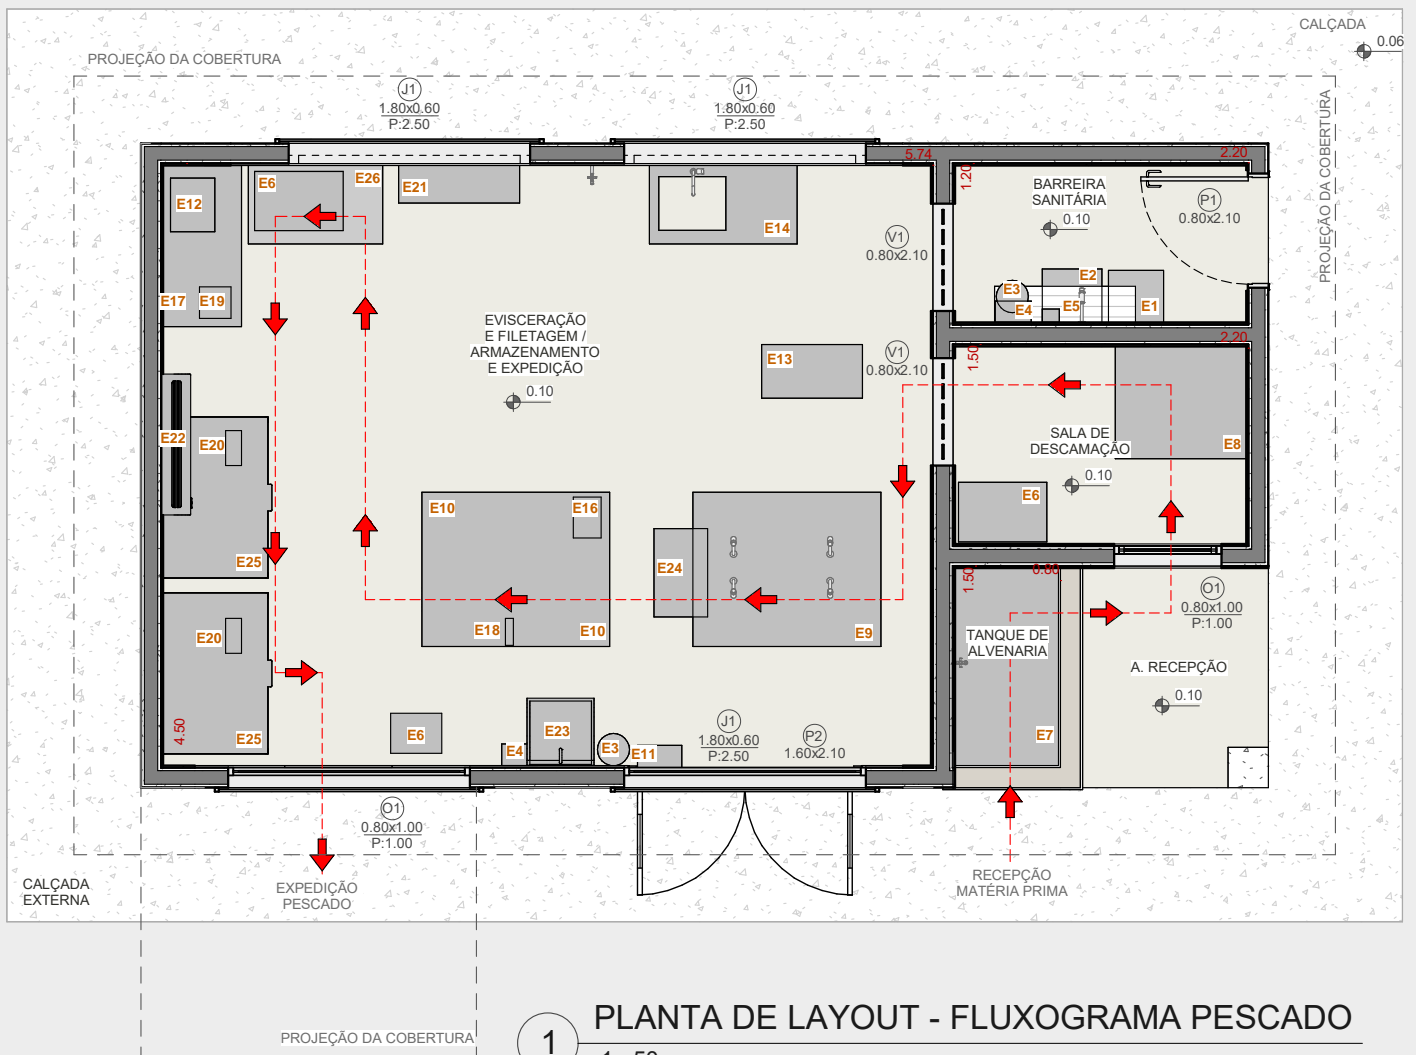 CALÇADA
0.06
PROJEÇÃO DA COBERTURA
PROJEÇÃO DA COBERTURA
J1
1.80x0.60
P:2.50
J1
1.80x0.60
P:2.50
5.74
2.20
1.20
BARREIRA
SANITÁRIA
0.10
P1
0.80x2.10
E12
E6
E26
E21
E14
V1
0.80x2.10
E17
E19
E3
E2
E4
E5
E1
EVISCERAÇÃO
E FILETAGEM /
ARMAZENAMENTO
E EXPEDIÇÃO
0.10
E13
V1
0.80x2.10
2.20
1.50
SALA DE
DESCAMAÇÃO
0.10
E8
E6
E22
E20
E25
E10
E16
E24
E18
E10
E9
1.50
0.80
O1
0.80x1.00
P:1.00
TANQUE DE
ALVENARIA
A. RECEPÇÃO
0.10
E7
E20
4.50
E25
E6
E4
E23
E3
E11
J1
1.80x0.60
P:2.50
P2
1.60x2.10
O1
0.80x1.00
P:1.00
CALÇADA
EXTERNA
EXPEDIÇÃO
PESCADO
RECEPÇÃO
MATÉRIA PRIMA
PROJEÇÃO DA COBERTURA
1
PLANTA DE LAYOUT - FLUXOGRAMA PESCADO